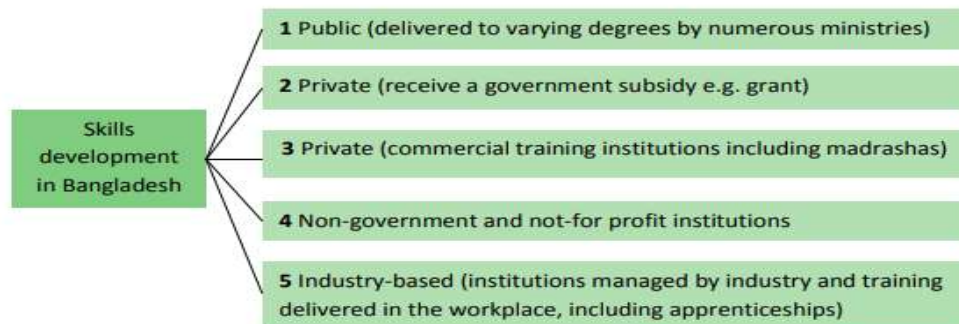 1 Public (delivered to varying degrees by numerous ministries)
2 Private (receive a government subsidy e.g. grant)
Skills
development
in Bangladesh
3 Private (commercial training institutions including madrashas)
4 Non-government and not-for profit institutions
5 Industry-based (institutions managed by industry and training
delivered in the workplace, including apprenticeships)